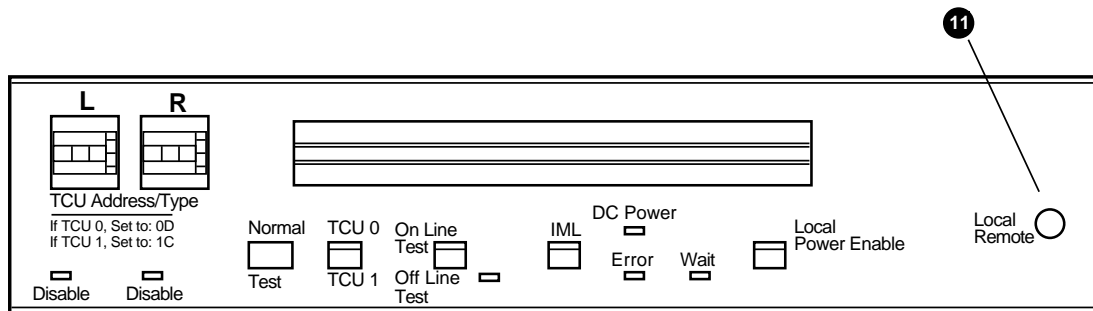 11
L R
TCU Address/Type
If TCU 0, Set to: 0D
If TCU 1, Set to: 1C
Disable
Disable
Normal
Test
TCU 0
TCU 1
On Line
Test
Off Line
Test
IML
DC Power
Error
Wait
Local
Power Enable
Local
Remote